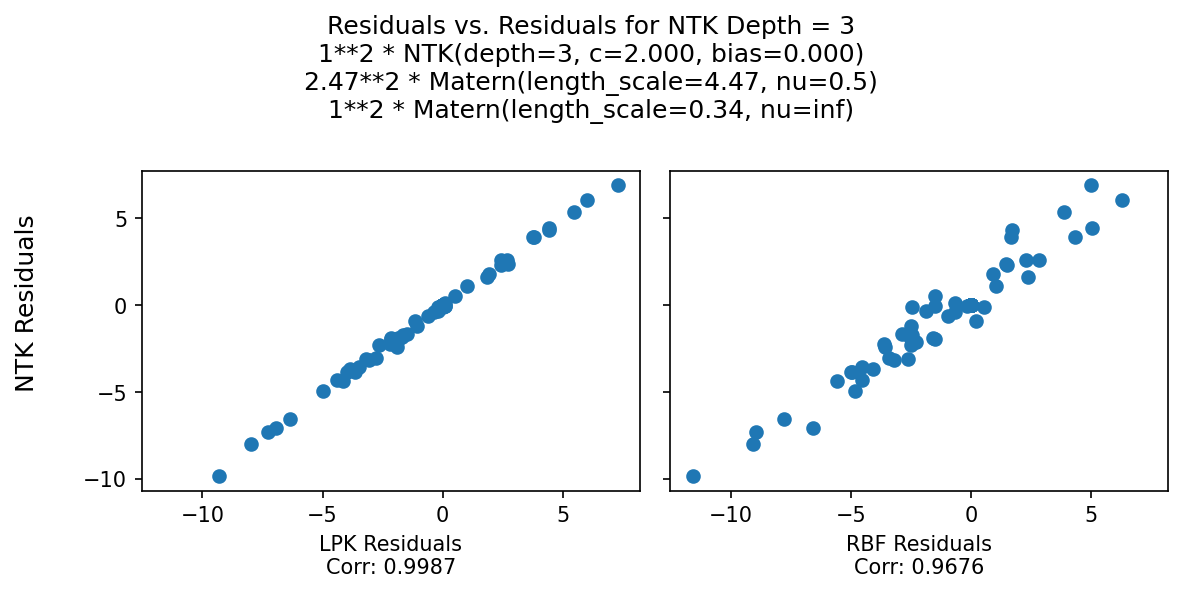 Residuals vs. Residuals for NTK Depth = 3
1**2 * NTK(depth=3, c=2.000, bias=0.000)
2.47**2 * Matern(length_scale=4.47, nu=0.5)
1**2 * Matern(length_scale=0.34, nu=inf)
NTK Residuals
5
0
−5
−10
−10 −5 0 5
LPK Residuals
Corr: 0.9987
−10 −5 0 5
RBF Residuals
Corr: 0.9676